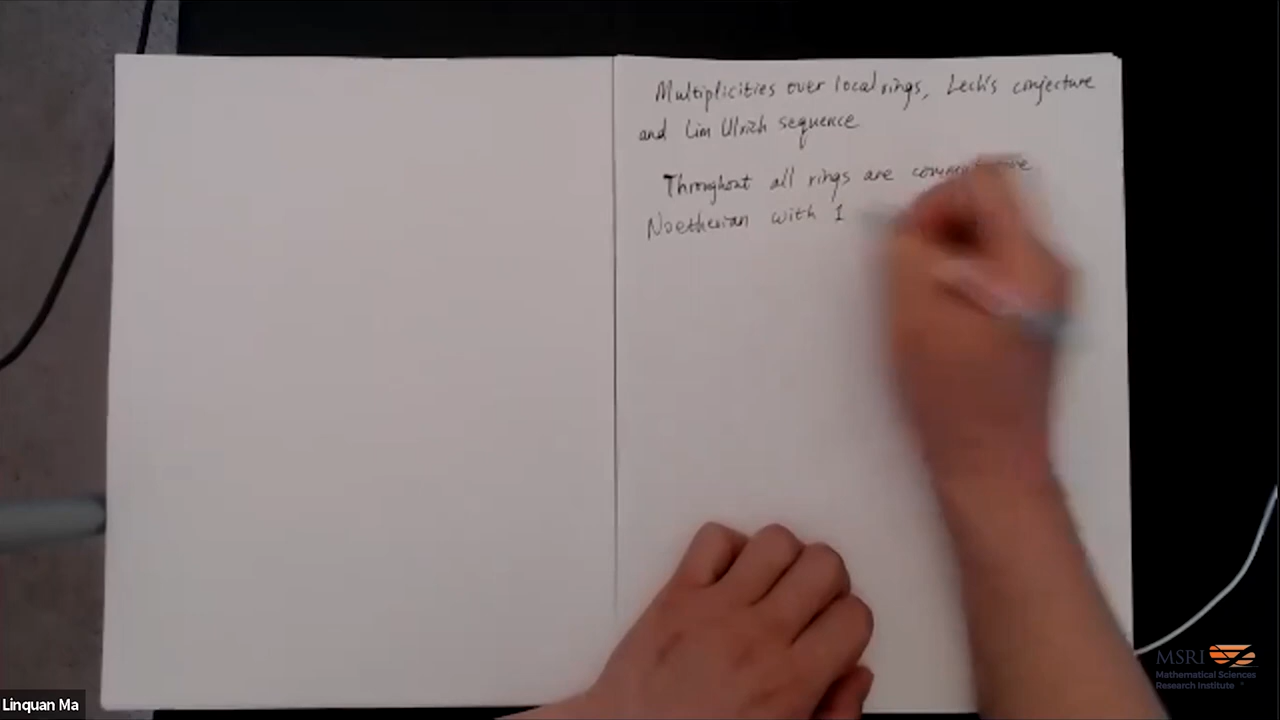 Multiplicities over local rings, Lech's conjecture
and Lim Ulrich sequence
Throughout all rings are commutative
Noetherian with 1
MSRI
Mathematical Sciences
Research Institute
Linquan Ma